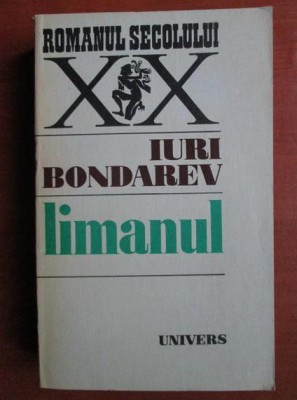 ROMANUL SECOLULUI
XX
IURI
BONDAREV
limanul
UNIVERS